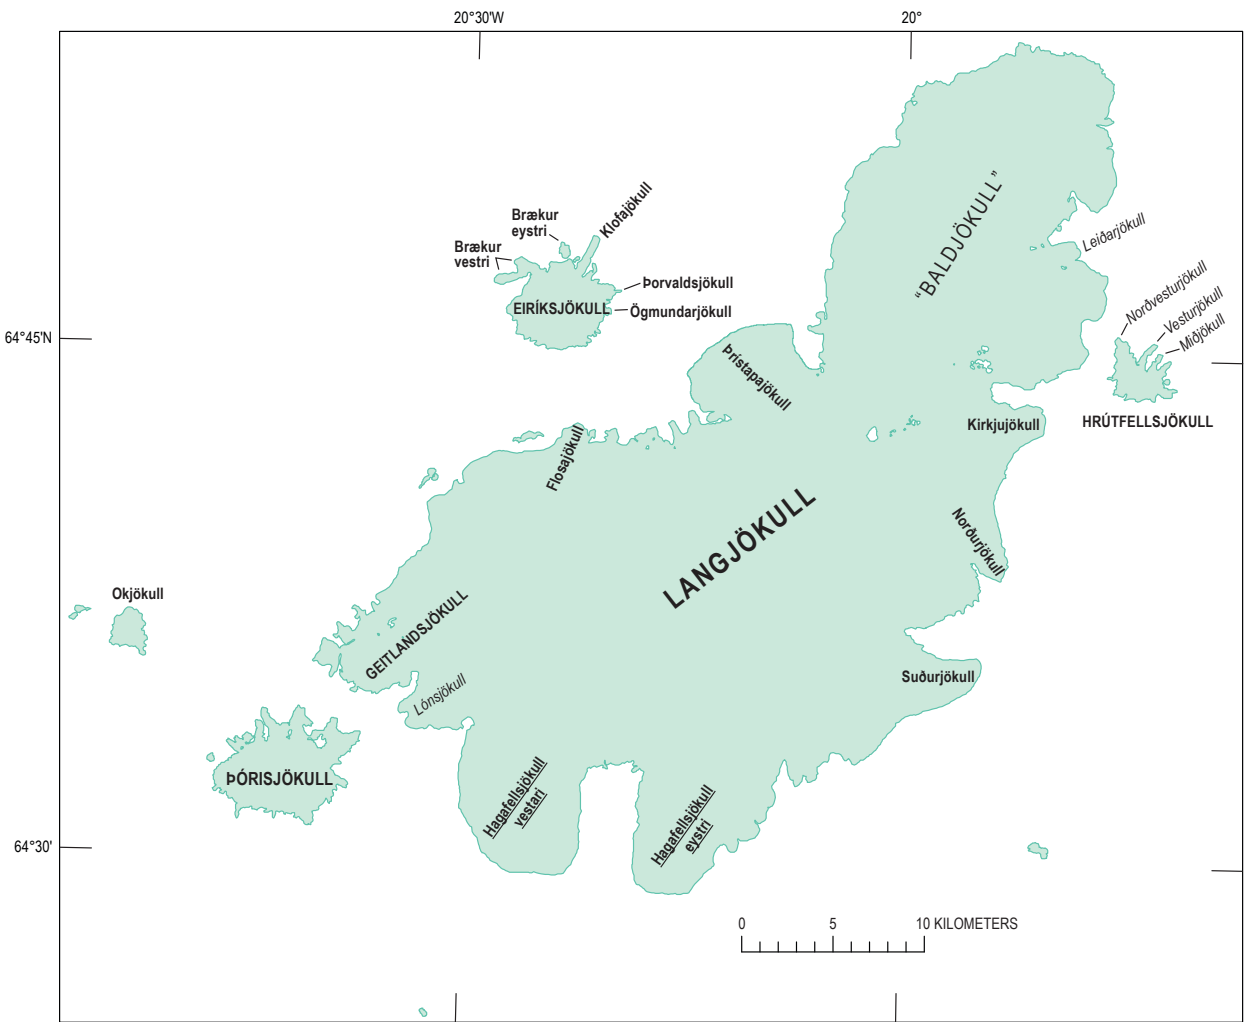 20°30'W
20°
Klofajökull
Brækur
eystri
Brækur
vestri
Þorvaldsjökull
EIRÍKSJÖKULL
Ögmundarjökull
"BALDJÖKULL"
Leiðarjökull
Norðvesturjökull
Vesturjökull
Miðjökull
64°45'N
Þrístapajökull
HRÚTFELLSJÖKULL
Kirkjujökull
Flosajökull
LANGJÖKULL
Norðurjökull
Okjökull
GEITLANDSJÖKULL
Lónsjökull
Suðurjökull
ÞÓRISJÖKULL
Hagafellsjökull
vestari
Hagafellsjökull
eystri
64°30'
0 5 10 KILOMETERS